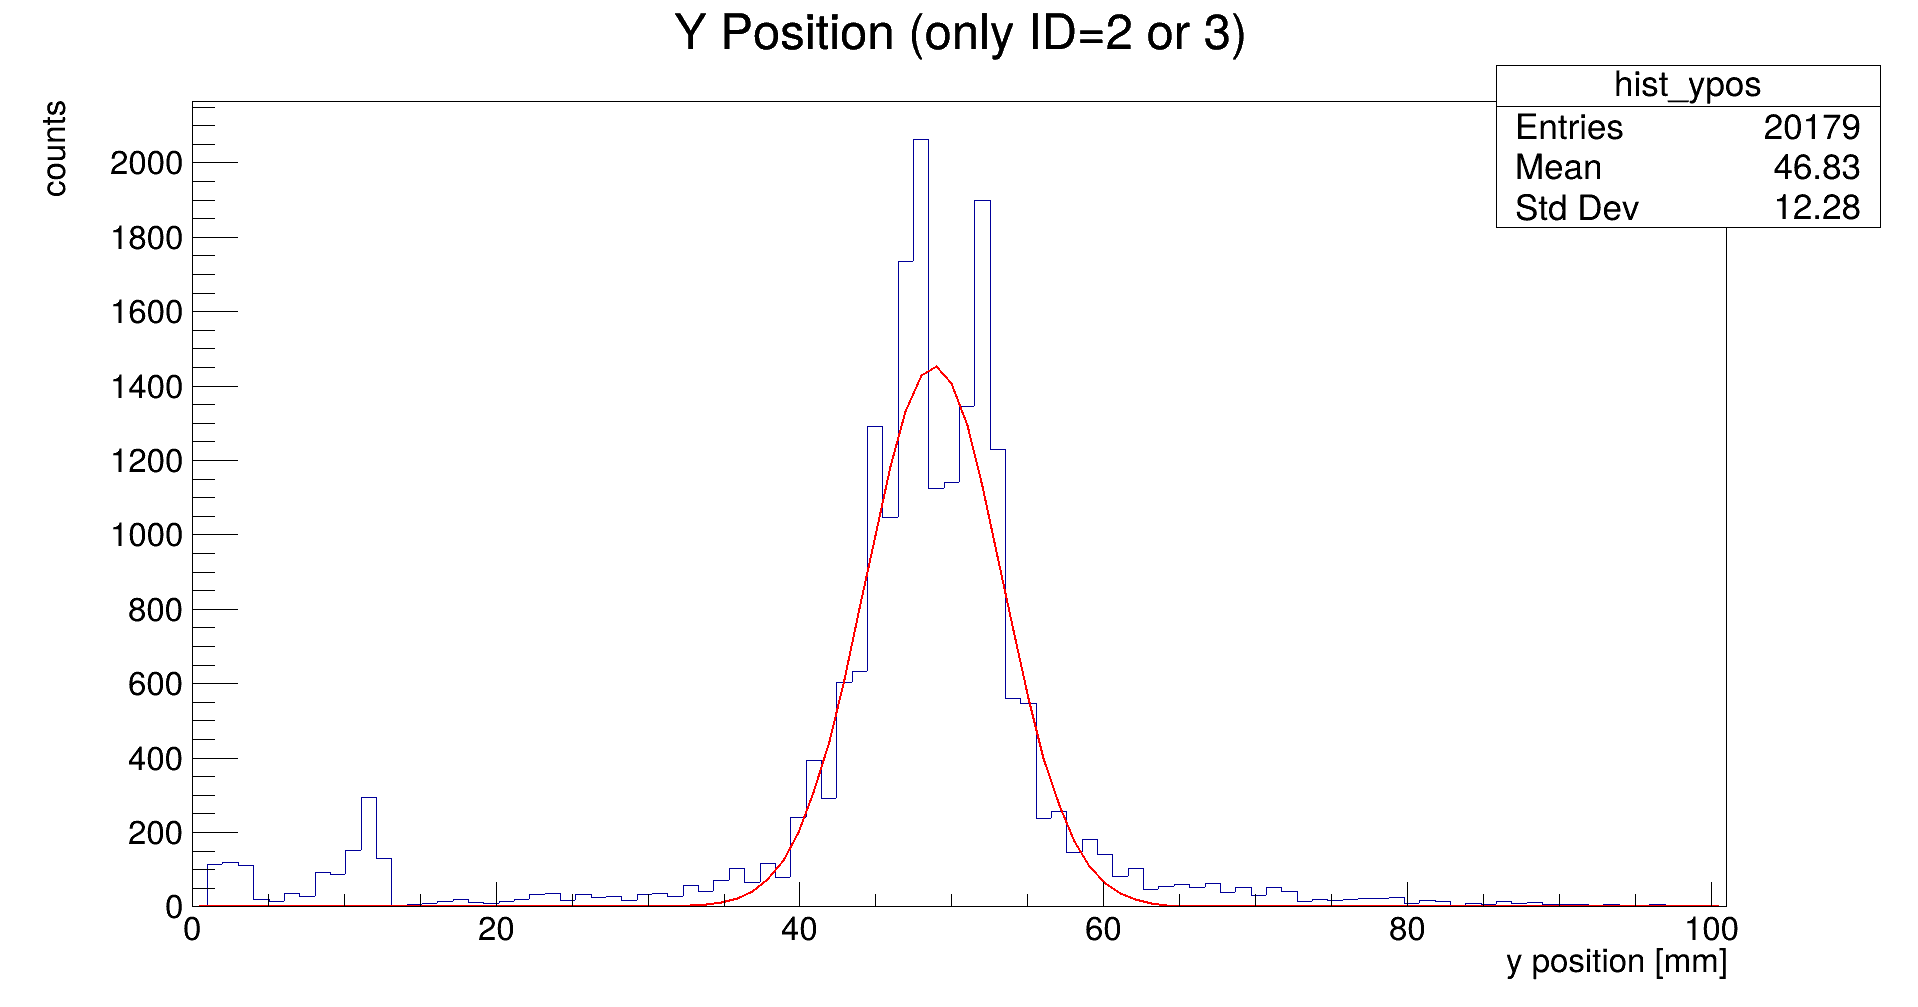 Y Position (only ID=2 or 3)
hist_ypos
Entries 20179
Mean 46.83
Std Dev 12.28
counts
2000
1800
1600
1400
1200
1000
800
600
400
200
0
0 20 40 60 80 100
y position [mm]